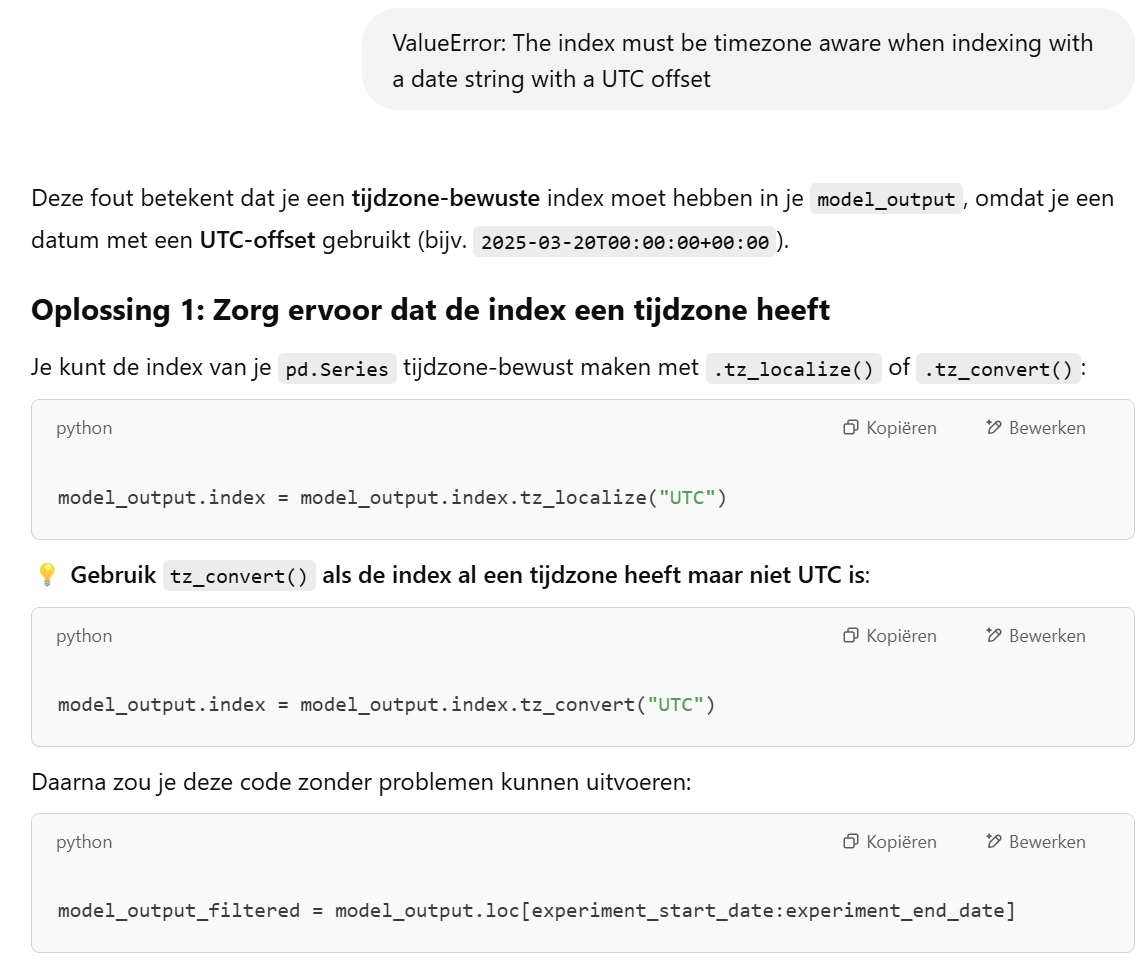 ValueError: The index must be timezone aware when indexing with
a date string with a UTC offset
Deze fout betekent dat je een tijdzone-bewuste index moet hebben in je model_output, omdat je een
datum met een UTC-offset gebruikt (bijv. 2025-03-20T00:00:00+00:00).
Oplossing 1: Zorg ervoor dat de index een tijdzone heeft
Je kunt de index van je pd.Series tijdzone-bewust maken met .tz_localize() of .tz_convert():
python Kopiëren Bewerken
model_output.index = model_output.index.tz_localize("UTC")
💡 Gebruik tz_convert() als de index al een tijdzone heeft maar niet UTC is:
python Kopiëren Bewerken
model_output.index = model_output.index.tz_convert("UTC")
Daarna zou je deze code zonder problemen kunnen uitvoeren:
python Kopiëren Bewerken
model_output_filtered = model_output.loc[experiment_start_date:experiment_end_date]